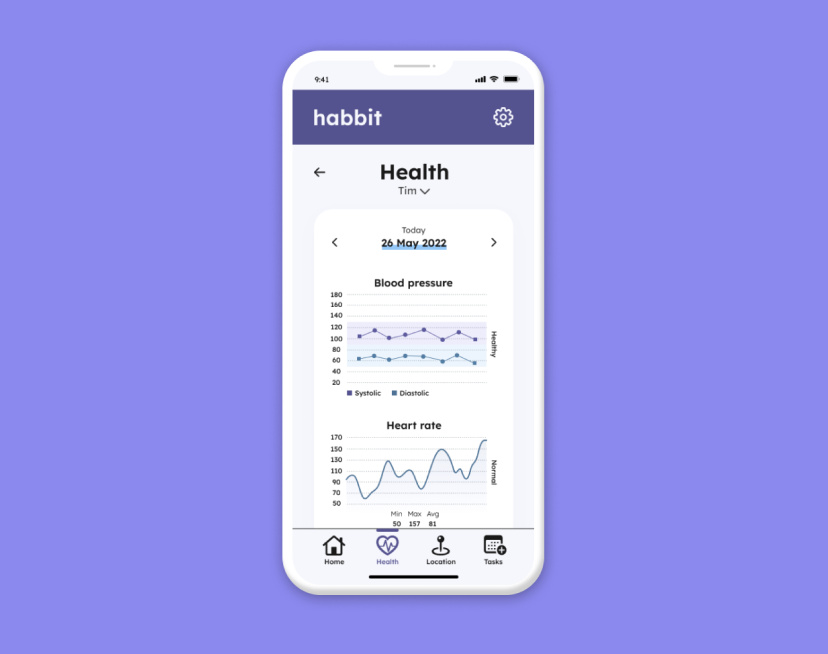 9:41
habbit
Health
Tim
Today
26 May 2022
Blood pressure
180
160
140
120
100
80
60
40
20
Healthy
Systolic Diastolic
Heart rate
170
150
130
110
90
70
50
Normal
Min Max Avg
50 157 81
Home Health Location Tasks